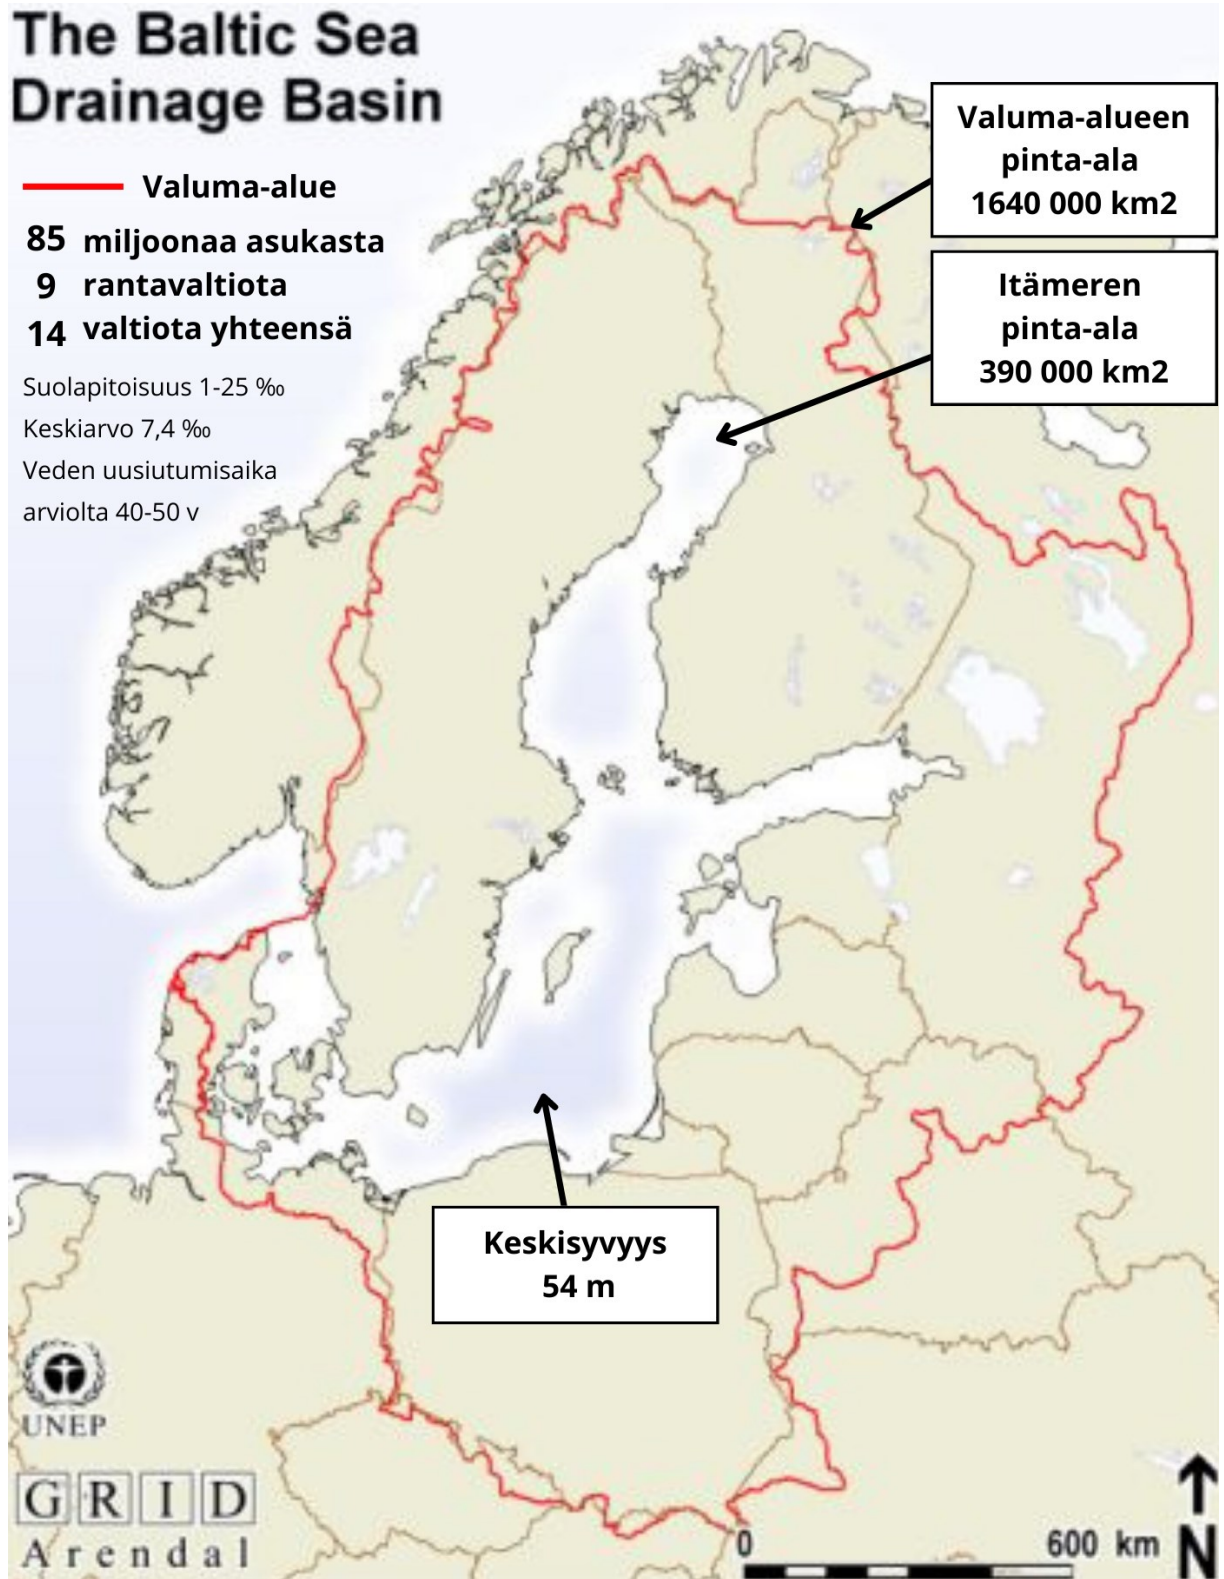 The Baltic Sea
Drainage Basin
Valuma-alue
85 miljoonaa asukasta
9 rantavaltiota
14 valtiota yhteensä
Suolapitoisuus 1-25 ‰
Keskiarvo 7,4 ‰
Veden uusiutumisaika
arviolta 40-50 v
Valuma-alueen
pinta-ala
1640 000 km2
Itämeren
pinta-ala
390 000 km2
Keskisyvyys
54 m
UNEP
GRID
Arendal
0 600 km
N